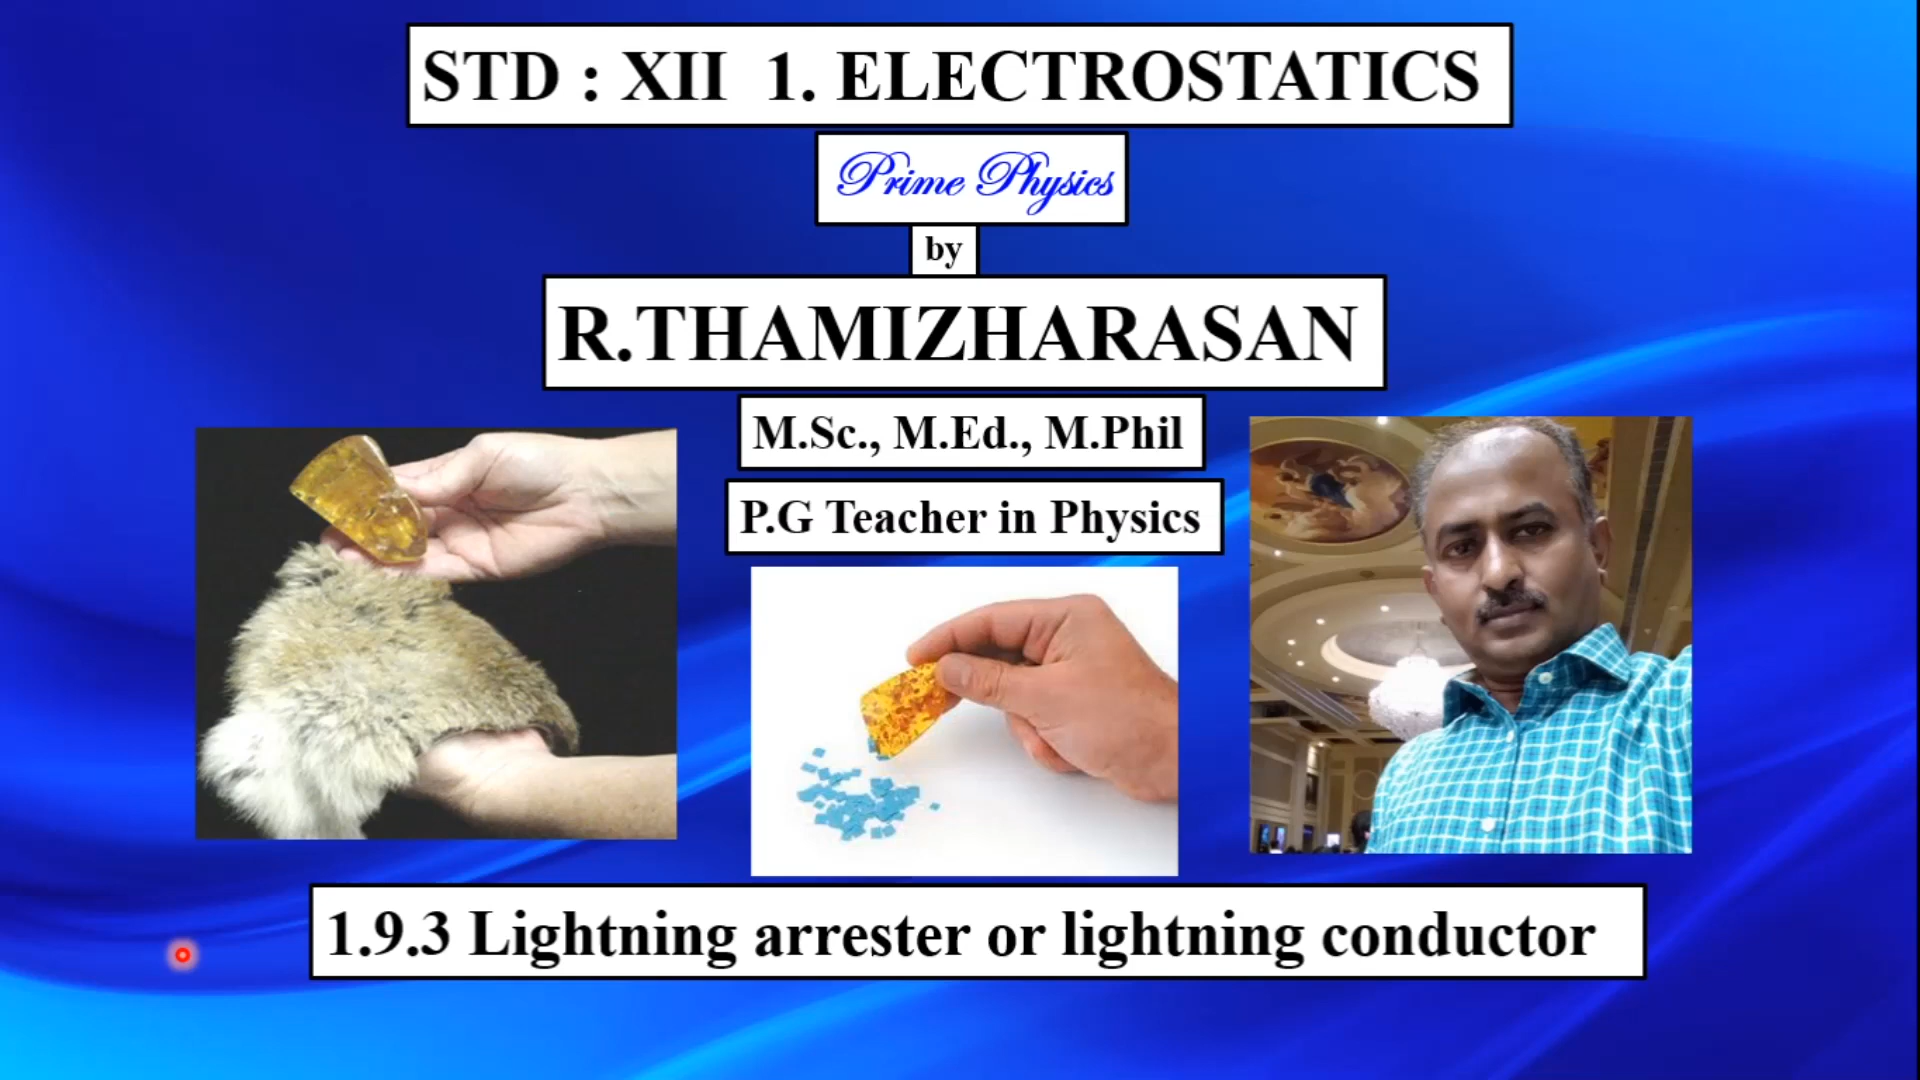 STD : XII 1. ELECTROSTATICS
Prime Physics
by
R.THAMIZHARASAN
M.Sc., M.Ed., M.Phil
P.G Teacher in Physics
1.9.3 Lightning arrester or lightning conductor